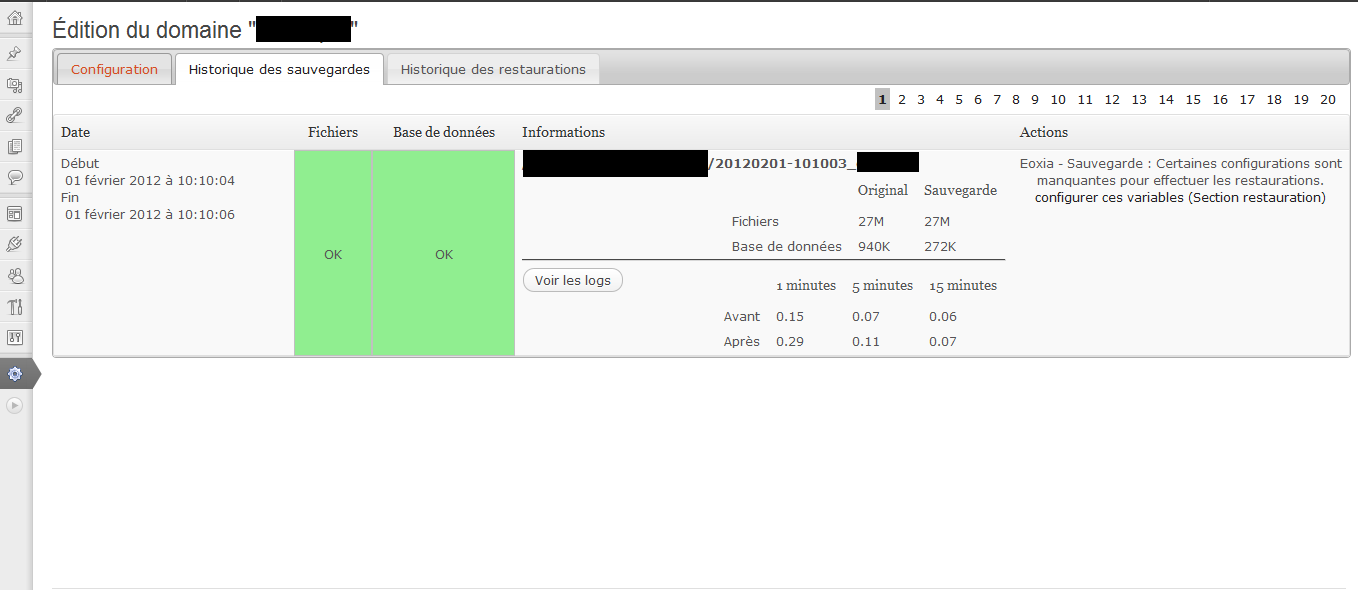 Édition du domaine " "
Configuration Historique des sauvegardes Historique des restaurations
1 2 3 4 5 6 7 8 9 10 11 12 13 14 15 16 17 18 19 20
Date Fichiers Base de données Informations Actions
Début
01 février 2012 à 10:10:04
Fin
01 février 2012 à 10:10:06
OK OK
/20120201-101003_
Original Sauvegarde
Fichiers 27M 27M
Base de données 940K 272K
Voir les logs
1 minutes 5 minutes 15 minutes
Avant 0.15 0.07 0.06
Après 0.29 0.11 0.07
Eoxia - Sauvegarde : Certaines configurations sont
manquantes pour effectuer les restaurations.
configurer ces variables (Section restauration)